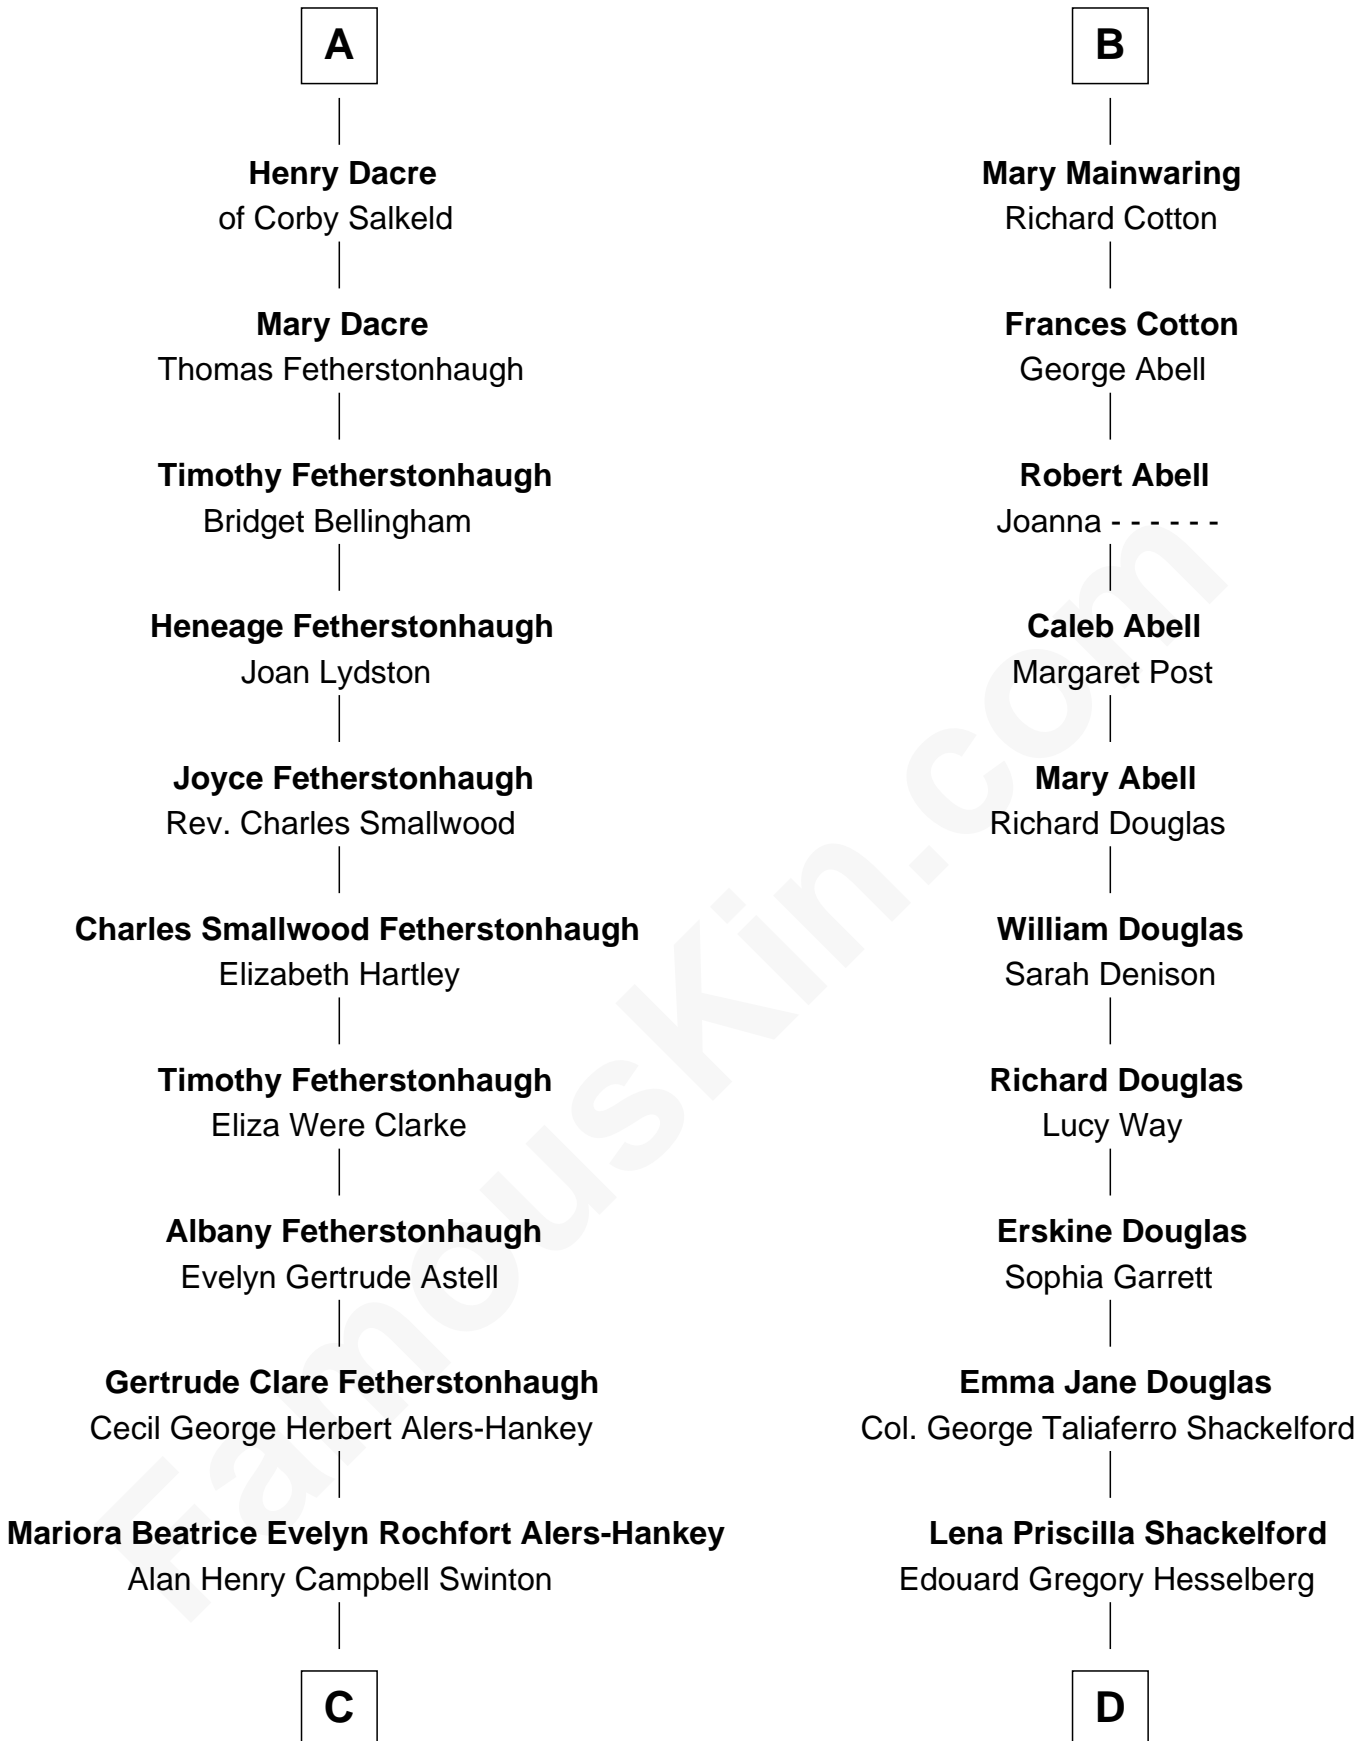 A
Henry Dacre
of Corby Salkeld
Mary Dacre
Thomas Fetherstonhaugh
Timothy Fetherstonhaugh
Bridget Bellingham
Heneage Fetherstonhaugh
Joan Lydston
Joyce Fetherstonhaugh
Rev. Charles Smallwood
Charles Smallwood Fetherstonhaugh
Elizabeth Hartley
Timothy Fetherstonhaugh
Eliza Were Clarke
Albany Fetherstonhaugh
Evelyn Gertrude Astell
Gertrude Clare Fetherstonhaugh
Cecil George Herbert Alers-Hankey
Mariora Beatrice Evelyn Rochfort Alers-Hankey
Alan Henry Campbell Swinton
C
B
Mary Mainwaring
Richard Cotton
Frances Cotton
George Abell
Robert Abell
Joanna - - - - - -
Caleb Abell
Margaret Post
Mary Abell
Richard Douglas
William Douglas
Sarah Denison
Richard Douglas
Lucy Way
Erskine Douglas
Sophia Garrett
Emma Jane Douglas
Col. George Taliaferro Shackelford
Lena Priscilla Shackelford
Edouard Gregory Hesselberg
D
FamousKin.com